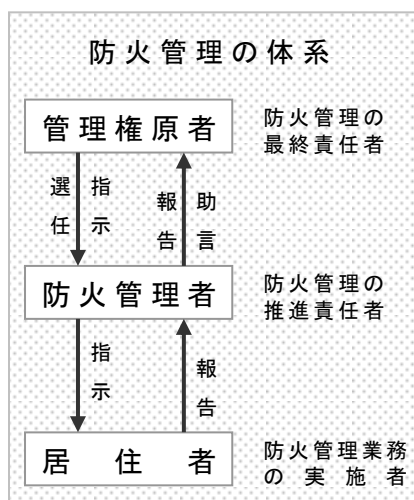 防火管理の体系
管理権原者
防火管理の
最終責任者
選任
指示
報告
助言
防火管理者
防火管理の
推進責任者
指示
報告
居住者
防火管理業務
の実施者